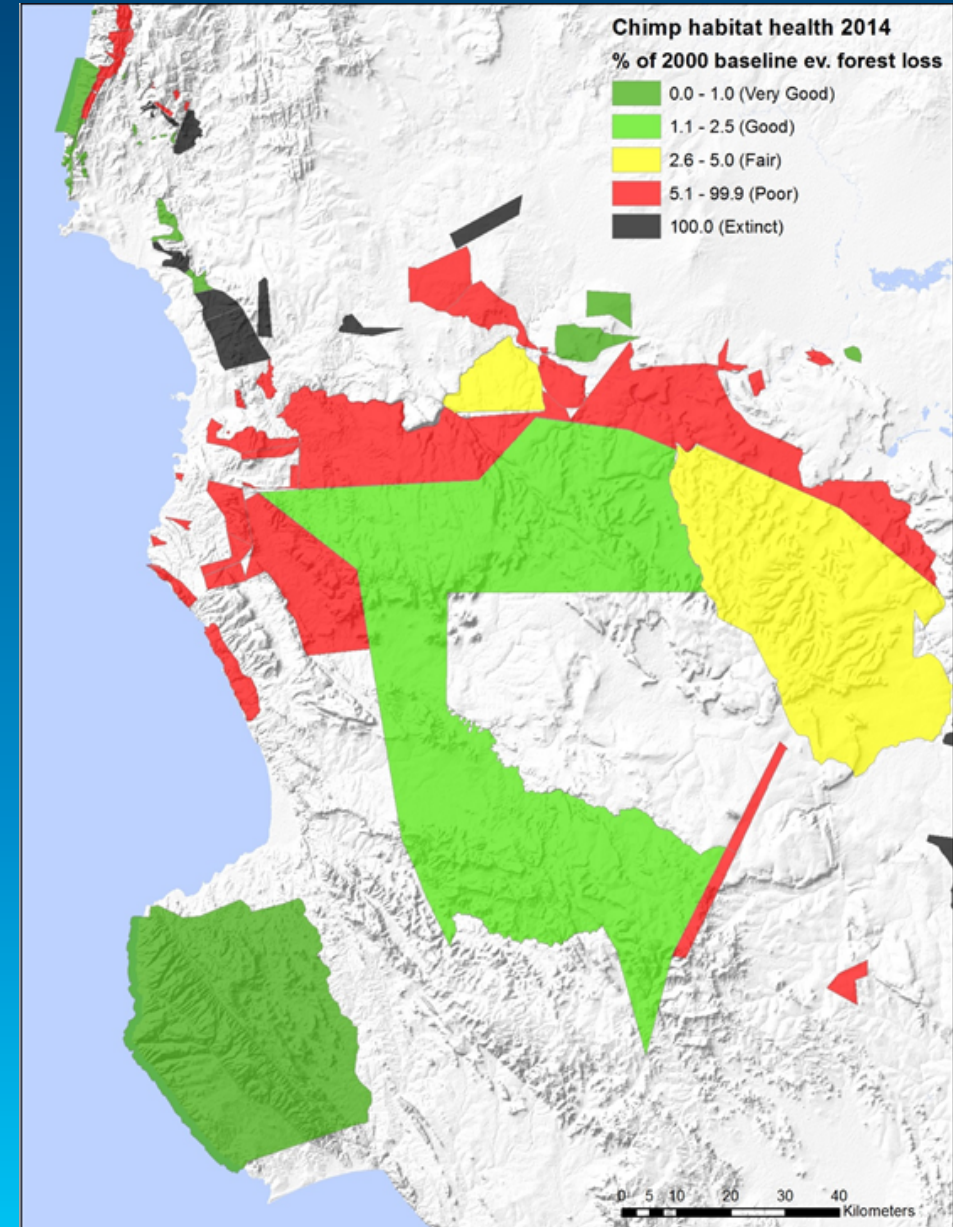 Chimp habitat health 2014
% of 2000 baseline ev. forest loss
0.0 - 1.0 (Very Good)
1.1 - 2.5 (Good)
2.6 - 5.0 (Fair)
5.1 - 99.9 (Poor)
100.0 (Extinct)
0 5 10 20 30 40
Kilometers